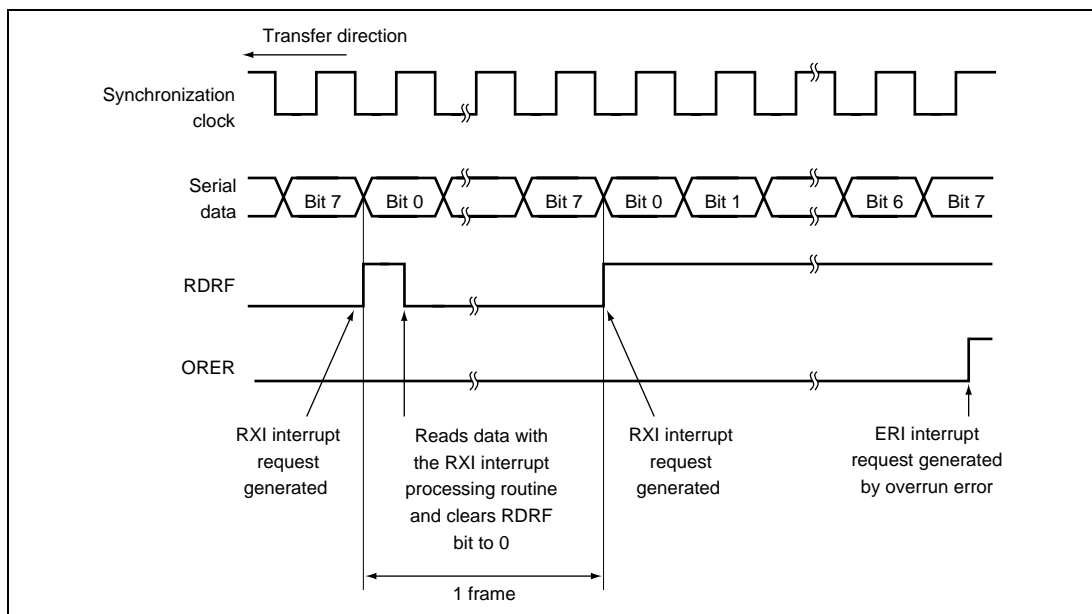 Transfer direction
Synchronization
clock
Serial
data
Bit 7
Bit 0
Bit 7
Bit 0
Bit 1
Bit 6
Bit 7
RDRF
ORER
RXI interrupt
request
generated
Reads data with
the RXI interrupt
processing routine
and clears RDRF
bit to 0
RXI interrupt
request
generated
ERI interrupt
request generated
by overrun error
1 frame